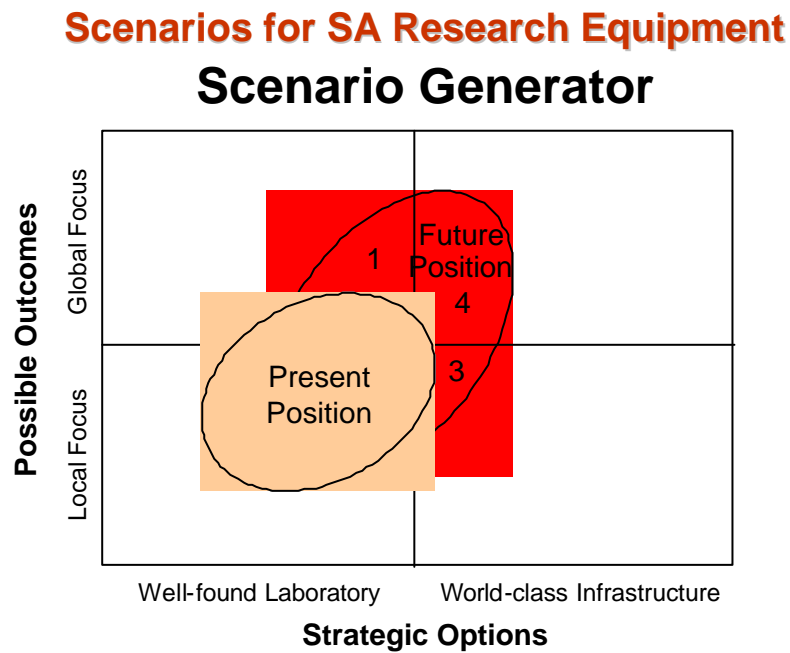 Scenarios for SA Research Equipment
Scenario Generator
Possible Outcomes
Global Focus
Local Focus
1
Future
Position
4
3
Present
Position
Well-found Laboratory
World-class Infrastructure
Strategic Options